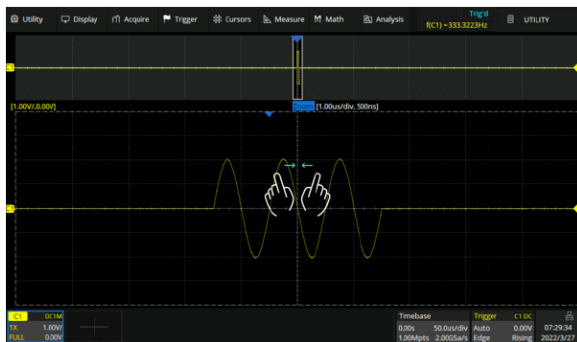 Utility Display Acquire Trigger Cursors Measure Math Analysis Trig'd UTILITY
f(C1) = 333.3223Hz
C1
[1.00V/,0.00V] Zoom [1.00us/div, 500ns]
C1
C1 DC1M Timebase Trigger C1 DC
1X 1.00V/ 0.00s 50.0us/div Auto 0.00V 07:29:34
FULL 0.00V 1.00Mpts 2.00GSa/s Edge Rising 2022/3/27